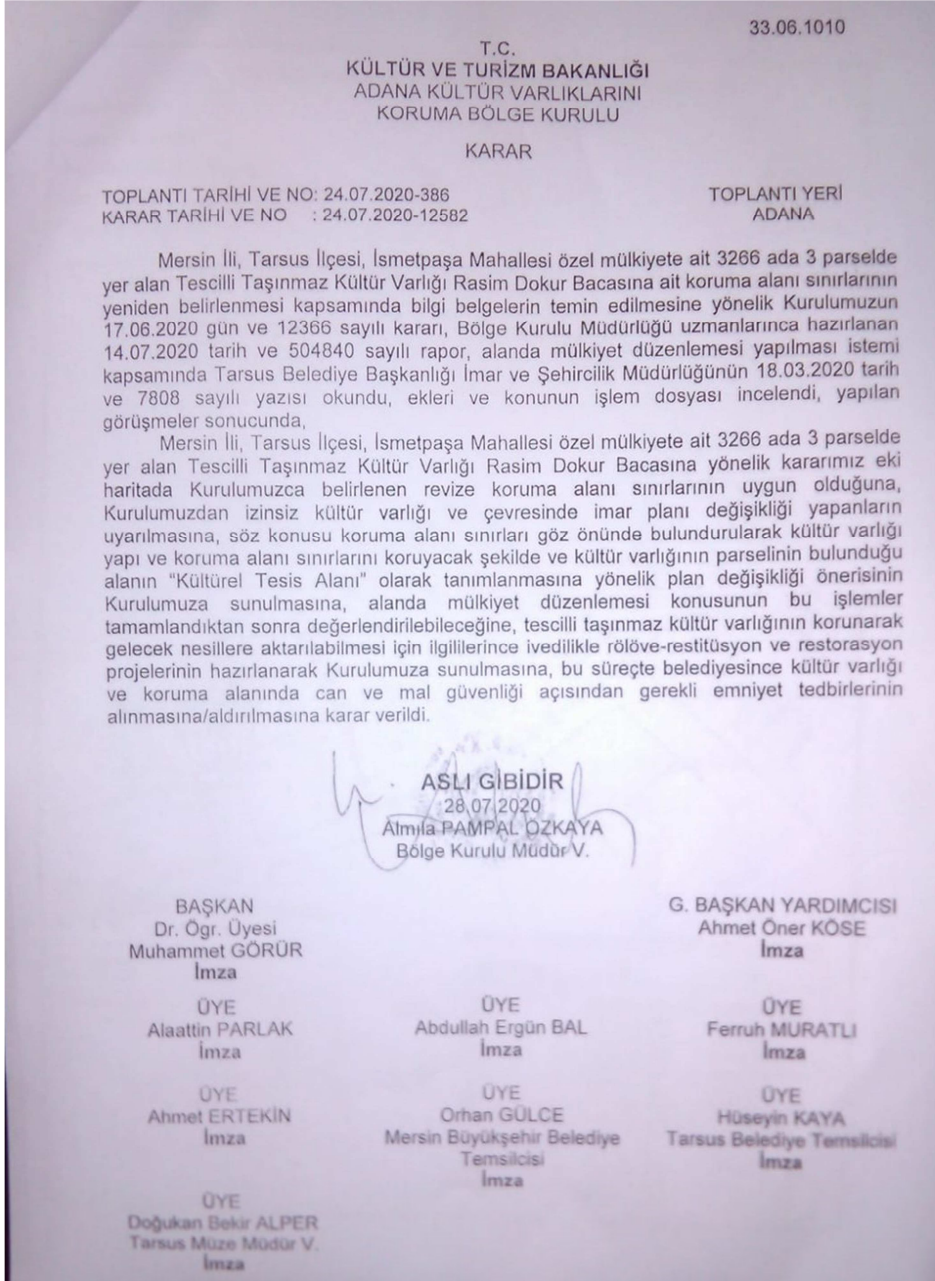 33.06.1010
T.C.
KÜLTÜR VE TURİZM BAKANLIĞI
ADANA KÜLTÜR VARLIKLARINI
KORUMA BÖLGE KURULU
KARAR
TOPLANTI TARİHİ VE NO: 24.07.2020-386 TOPLANTI YERİ
KARAR TARİHİ VE NO : 24.07.2020-12582 ADANA
Mersin İli, Tarsus İlçesi, İsmetpaşa Mahallesi özel mülkiyete ait 3266 ada 3 parselde
yer alan Tescilli Taşınmaz Kültür Varlığı Rasim Dokur Bacasına ait koruma alanı sınırlarının
yeniden belirlenmesi kapsamında bilgi belgelerin temin edilmesine yönelik Kurulumuzun
17.06.2020 gün ve 12366 sayılı kararı, Bölge Kurulu Müdürlüğü uzmanlarınca hazırlanan
14.07.2020 tarih ve 504840 sayılı rapor, alanda mülkiyet düzenlemesi yapılması istemi
kapsamında Tarsus Belediye Başkanlığı İmar ve Şehircilik Müdürlüğünün 18.03.2020 tarih
ve 7808 sayılı yazısı okundu, ekleri ve konunun işlem dosyası incelendi, yapılan
görüşmeler sonucunda,
Mersin İli, Tarsus İlçesi, İsmetpaşa Mahallesi özel mülkiyete ait 3266 ada 3 parselde
yer alan Tescilli Taşınmaz Kültür Varlığı Rasim Dokur Bacasına yönelik kararımız eki
haritada Kurulumuzca belirlenen revize koruma alanı sınırlarının uygun olduğuna,
Kurulumuzdan izinsiz kültür varlığı ve çevresinde imar planı değişikliği yapanların
uyarılmasına, söz konusu koruma alanı sınırları göz önünde bulundurularak kültür varlığı
yapı ve koruma alanı sınırlarını koruyacak şekilde ve kültür varlığının parselinin bulunduğu
alanın "Kültürel Tesis Alanı" olarak tanımlanmasına yönelik plan değişikliği önerisinin
Kurulumuza sunulmasına, alanda mülkiyet düzenlemesi konusunun bu işlemler
tamamlandıktan sonra değerlendirilebileceğine, tescilli taşınmaz kültür varlığının korunarak
gelecek nesillere aktarılabilmesi için ilgililerince ivedilikle rölöve-restitüsyon ve restorasyon
projelerinin hazırlanarak Kurulumuza sunulmasına, bu süreçte belediyesince kültür varlığı
ve koruma alanında can ve mal güvenliği açısından gerekli emniyet tedbirlerinin
alınmasına/aldırılmasına karar verildi.
ASLI GİBİDİR
28.07.2020
Almıla PAMPAL ÖZKAYA
Bölge Kurulu Müdür V.
BAŞKAN G. BAŞKAN YARDIMCISI
Dr. Ögr. Üyesi Ahmet Öner KÖSE
Muhammet GÖRÜR İmza
İmza
ÜYE ÜYE ÜYE
Alaattin PARLAK Abdullah Ergün BAL Ferruh MURATLI
İmza İmza İmza
ÜYE ÜYE ÜYE
Ahmet ERTEKİN Orhan GÜLCE Hüseyin KAYA
İmza Mersin Büyükşehir Belediye Tarsus Belediye Temsilcisi
Temsilcisi İmza
İmza
ÜYE
Doğukan Bekir ALPER
Tarsus Müze Müdür V.
İmza